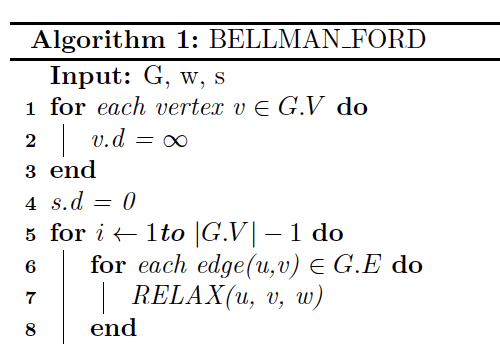 Algorithm 1: BELLMAN_FORD
Input: G, w, s
1 for each vertex v ∈ G.V do
2 v.d = ∞
3 end
4 s.d = 0
5 for i ← 1to |G.V| − 1 do
6 for each edge(u,v) ∈ G.E do
7 RELAX(u, v, w)
8 end